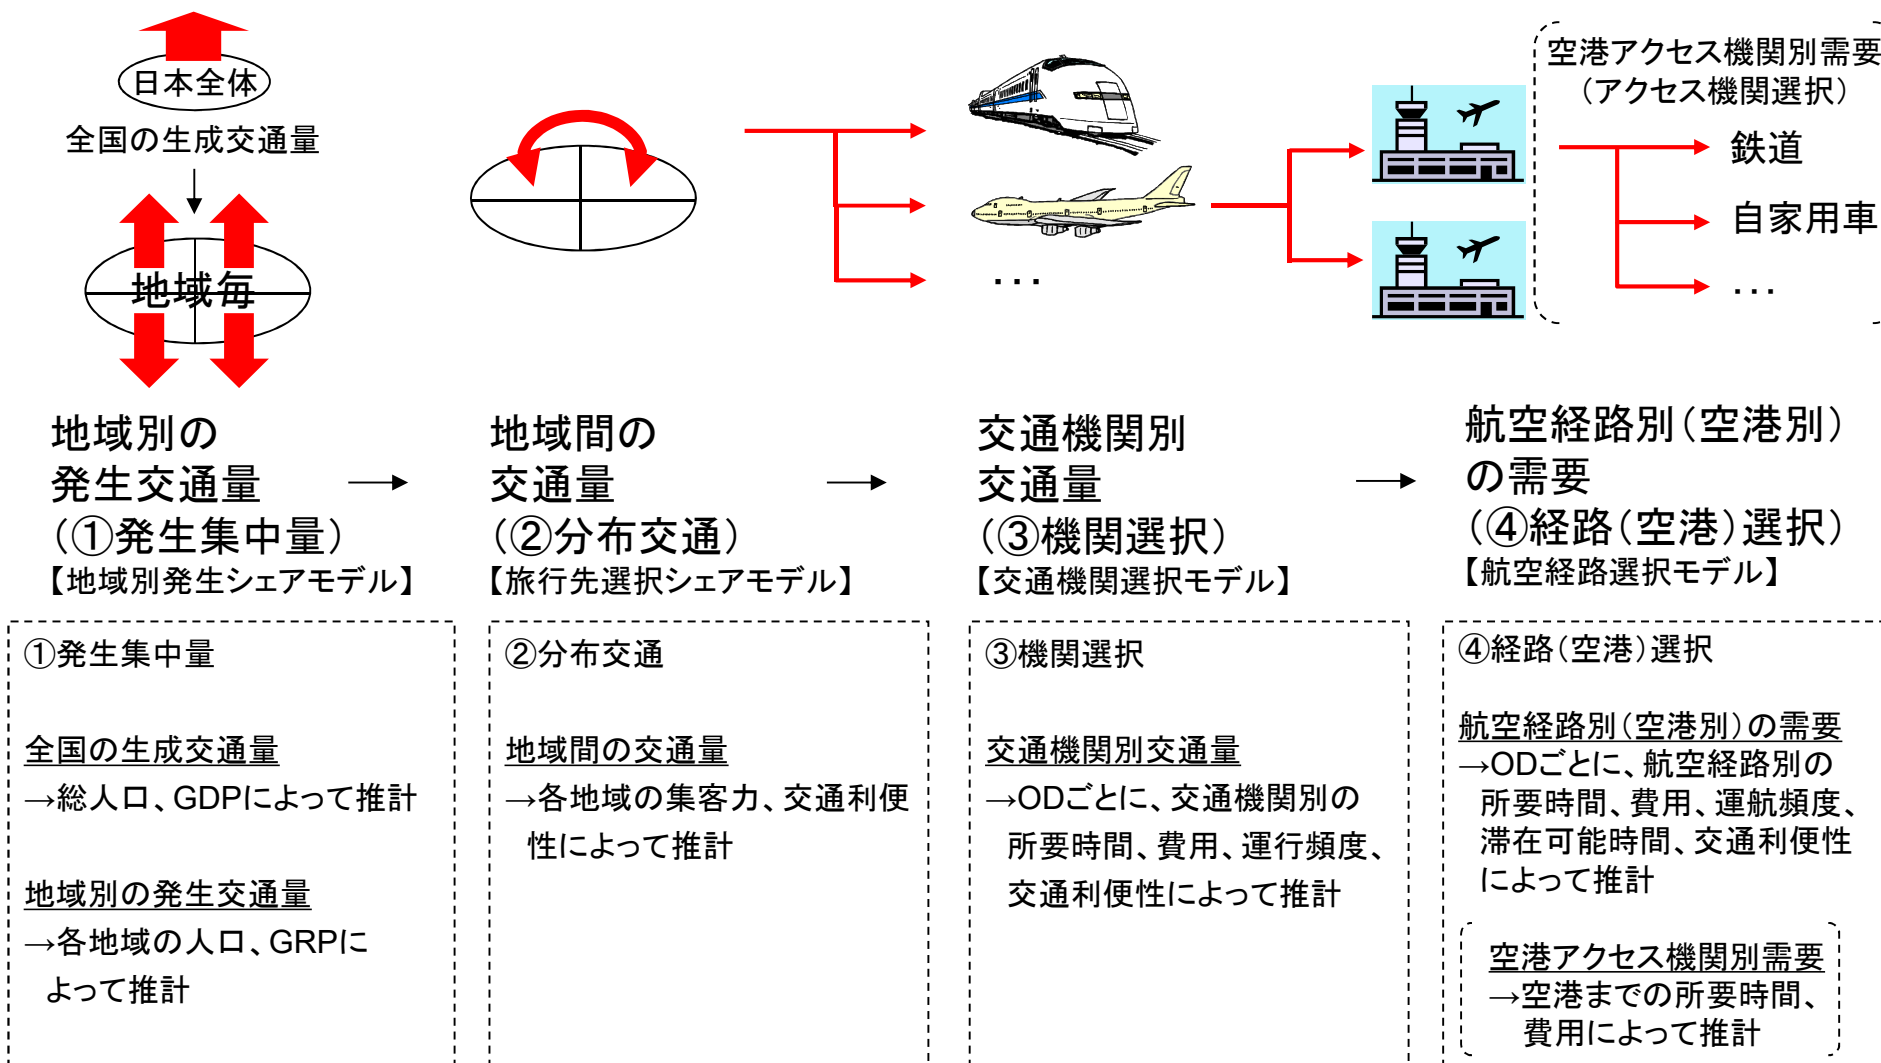 日本全体
全国の生成交通量
地域毎
・・・
空港アクセス機関別需要
（アクセス機関選択）
鉄道
自家用車
・・・
地域別の
発生交通量
（①発生集中量）
【地域別発生シェアモデル】
地域間の
交通量
（②分布交通）
【旅行先選択シェアモデル】
交通機関別
交通量
（③機関選択）
【交通機関選択モデル】
航空経路別（空港別）
の需要
（④経路（空港）選択）
【航空経路選択モデル】
①発生集中量
全国の生成交通量
→総人口、GDPによって推計
地域別の発生交通量
→各地域の人口、GRPに
よって推計
②分布交通
地域間の交通量
→各地域の集客力、交通利便
性によって推計
③機関選択
交通機関別交通量
→ODごとに、交通機関別の
所要時間、費用、運行頻度、
交通利便性によって推計
④経路（空港）選択
航空経路別（空港別）の需要
→ODごとに、航空経路別の
所要時間、費用、運航頻度、
滞在可能時間、交通利便性
によって推計
空港アクセス機関別需要
→空港までの所要時間、
費用によって推計